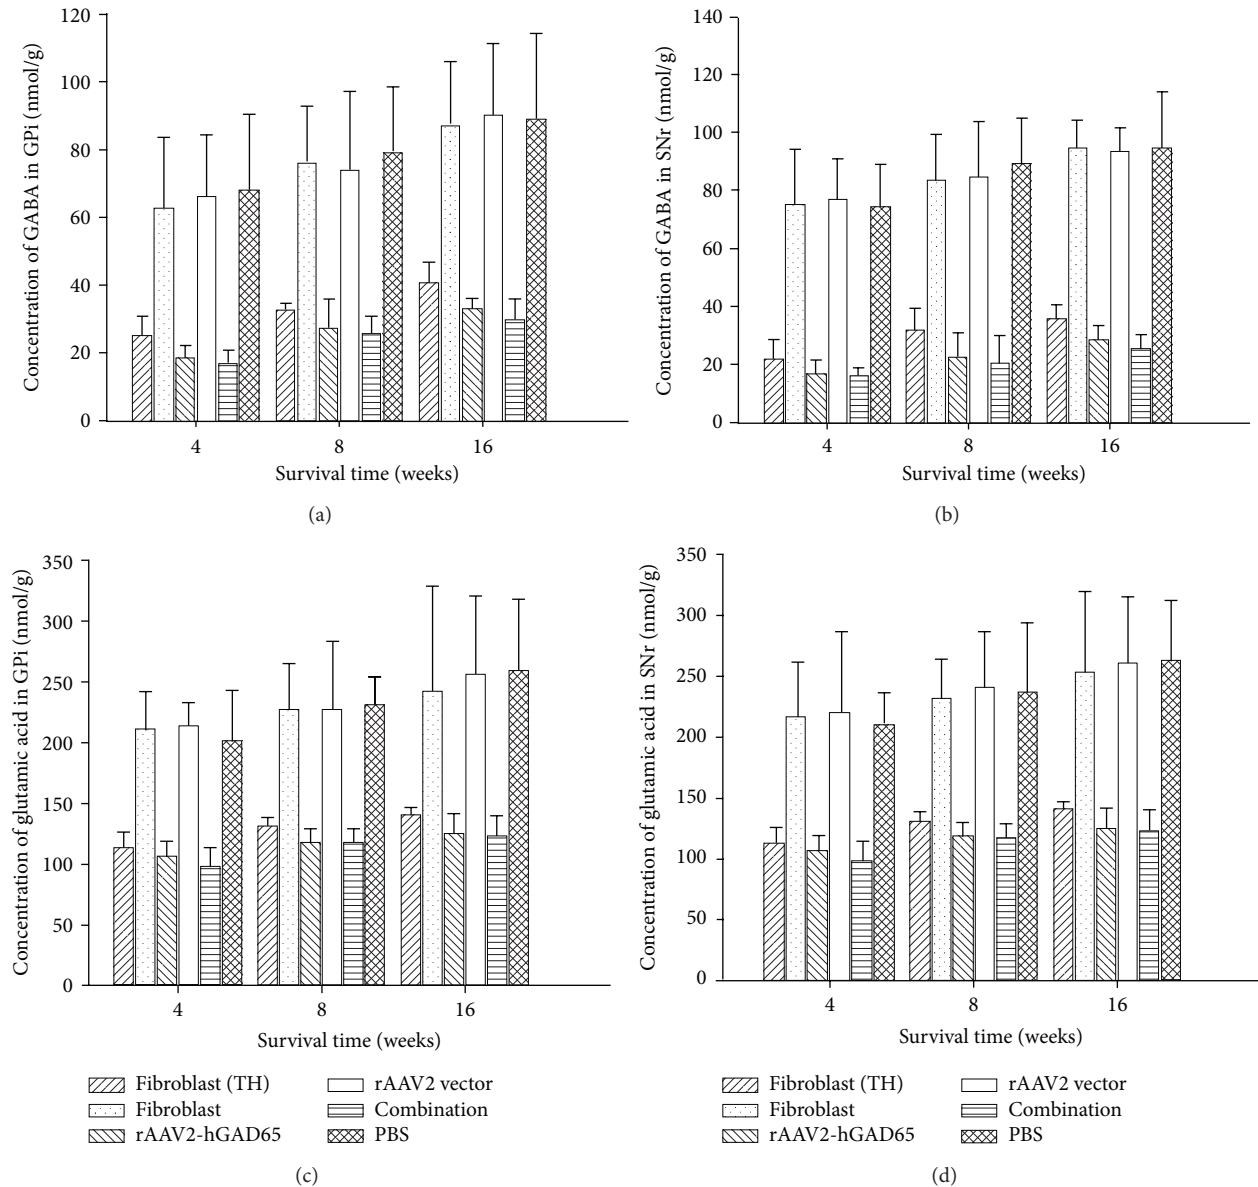 120
100
80
60
40
20
0
Concentration of GABA in GPi (nmol/g)
4 8 16
Survival time (weeks)
(a)
140
120
100
80
60
40
20
0
Concentration of GABA in SNr (nmol/g)
4 8 16
Survival time (weeks)
(b)
350
300
250
200
150
100
50
0
Concentration of glutamic acid in GPi (nmol/g)
4 8 16
Survival time (weeks)
Fibroblast (TH) rAAV2 vector
Fibroblast Combination
rAAV2-hGAD65 PBS
(c)
350
300
250
200
150
100
50
0
Concentration of glutamic acid in SNr (nmol/g)
4 8 16
Survival time (weeks)
Fibroblast (TH) rAAV2 vector
Fibroblast Combination
rAAV2-hGAD65 PBS
(d)